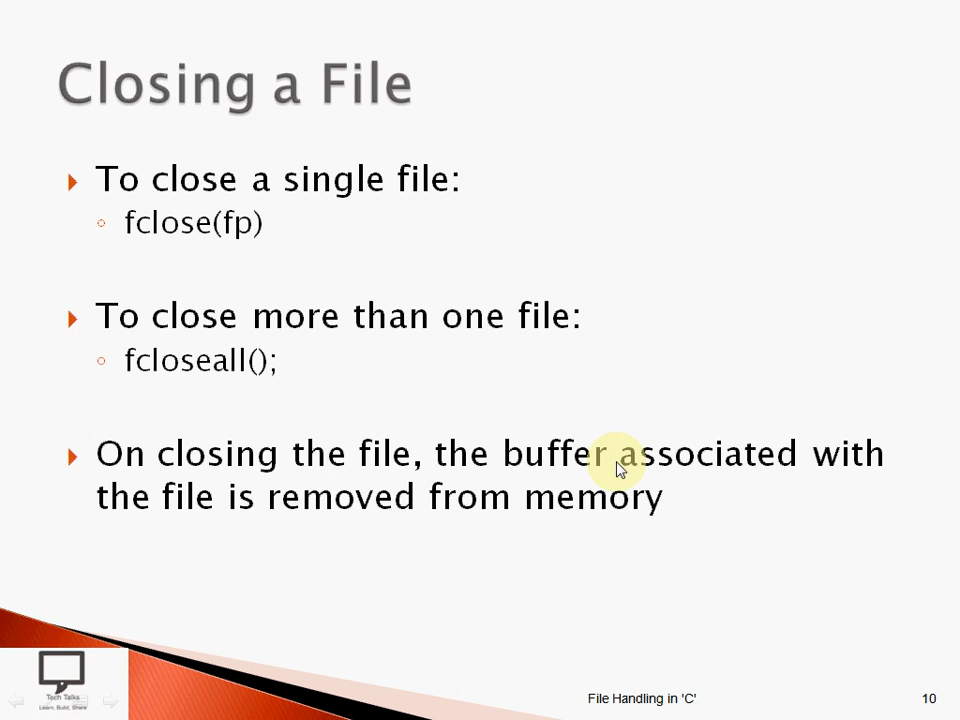 Closing a File
To close a single file:
fclose(fp)
To close more than one file:
fcloseall();
On closing the file, the buffer associated with
the file is removed from memory
Tech Talks
Learn, Build, Share
File Handling in 'C'
10